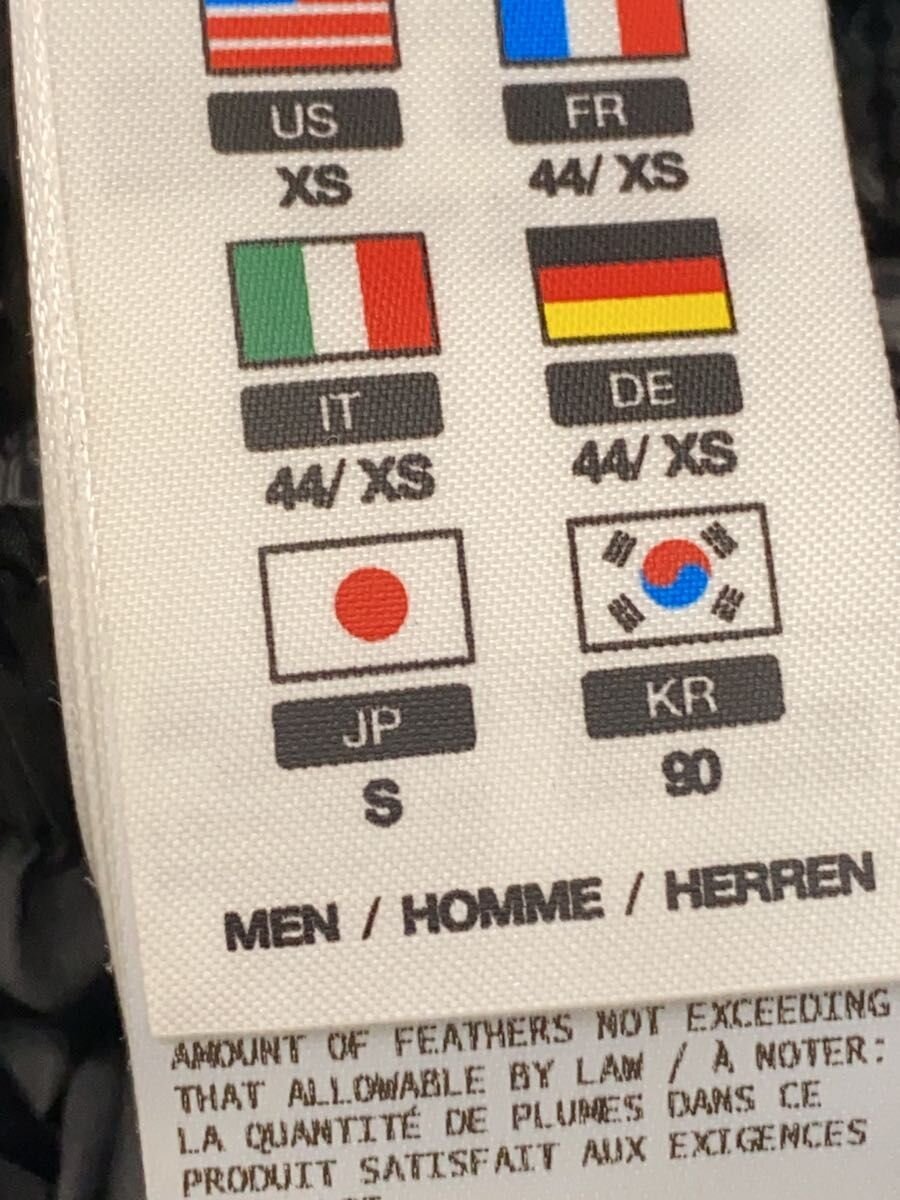 US FR
XS 44/ XS
IT DE
44/ XS 44/ XS
JP KR
S 90
MEN / HOMME / HERREN
AMOUNT OF FEATHERS NOT EXCEEDING
THAT ALLOWABLE BY LAW / À NOTER:
LA QUANTITÉ DE PLUMES DANS CE
PRODUIT SATISFAIT AUX EXIGENCES